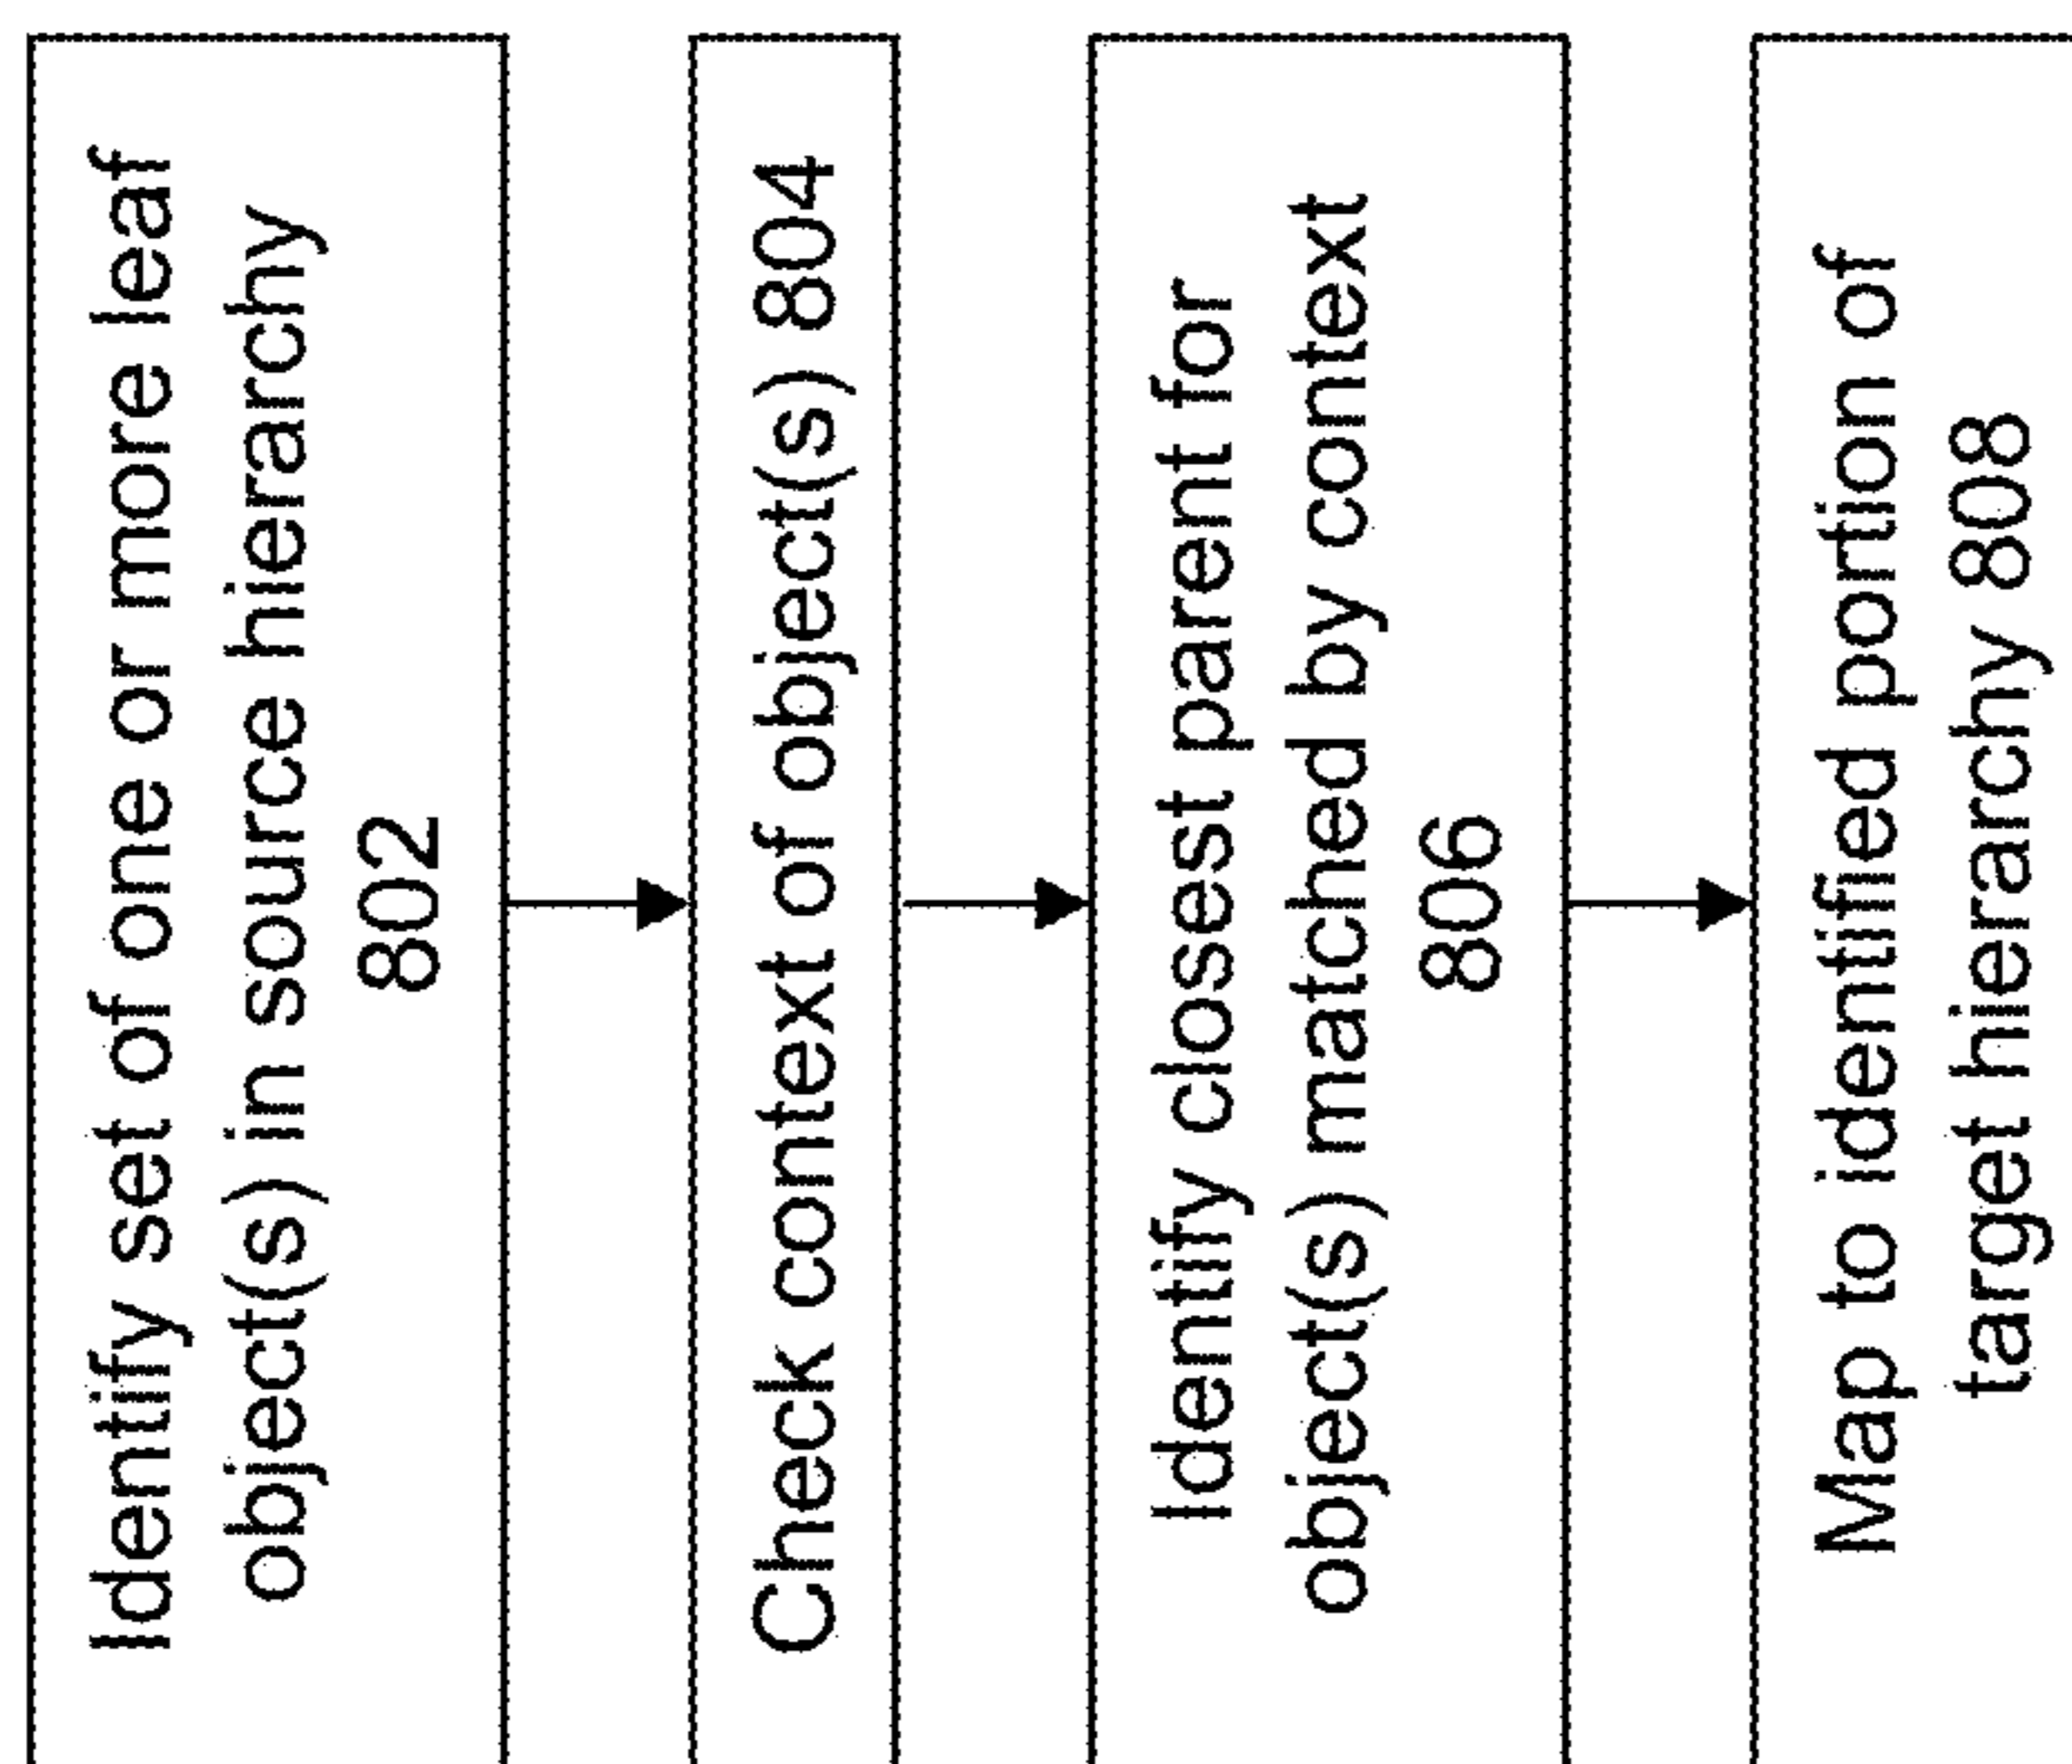 Identify set of one or more leaf
object(s) in source hierarchy
802
Check context of object(s) 804
Identify closest parent for
object(s) matched by context
806
Map to identified portion of
target hierarchy 808